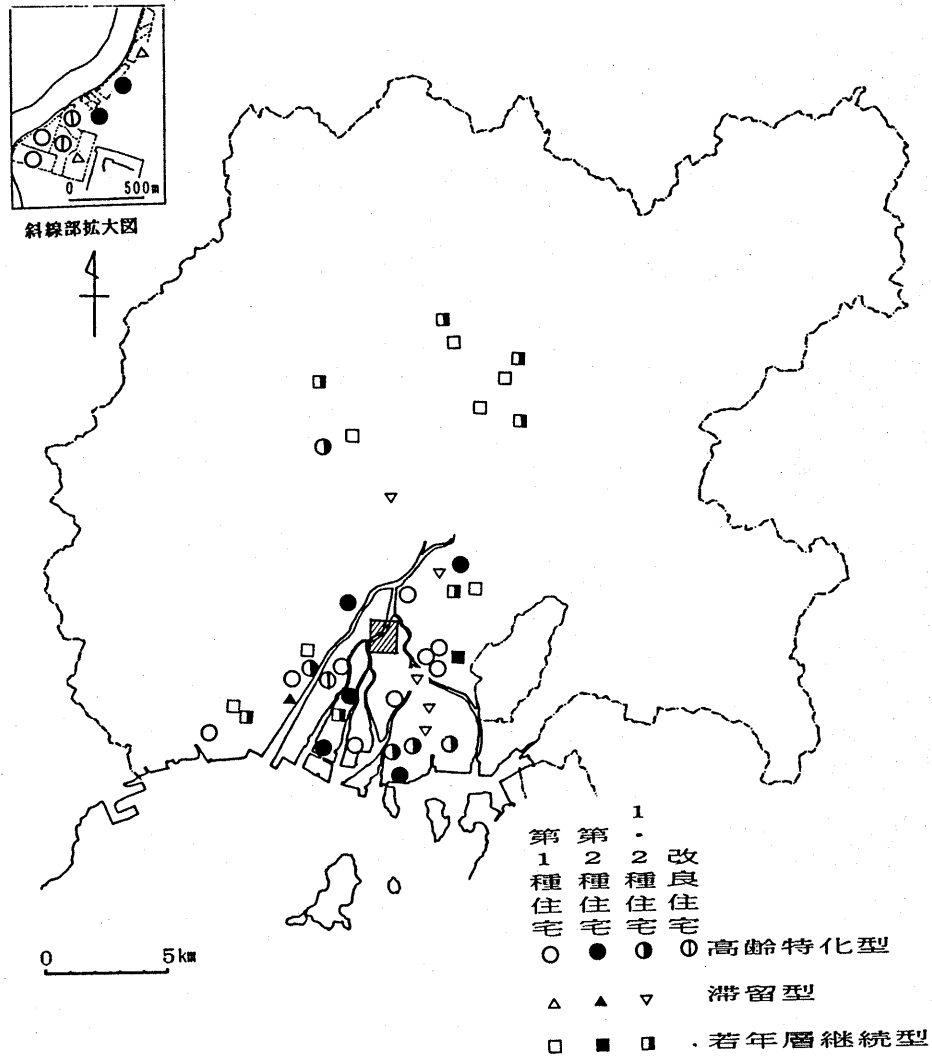 0 500m
斜線部拡大図
0 5km
第1種住宅
第2種住宅
1・2種住宅
改良住宅
高齢特化型
滞留型
若年層継続型